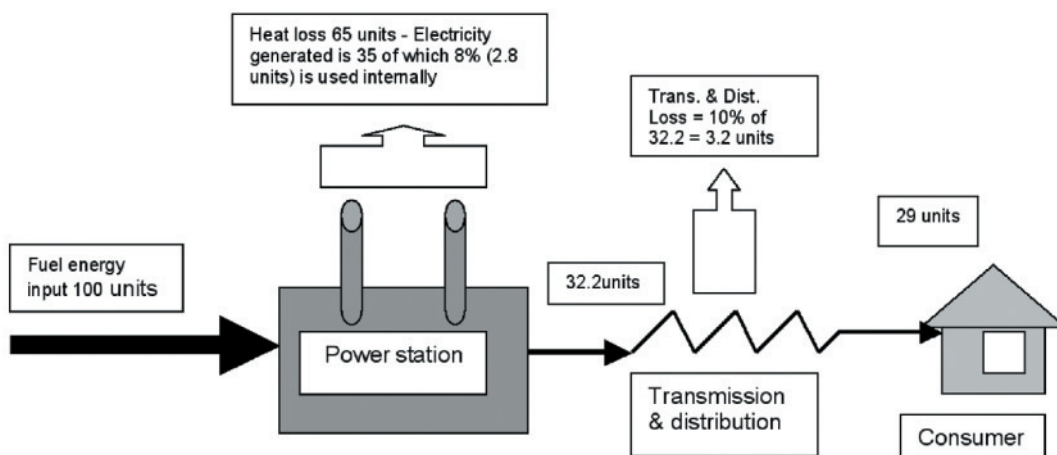 Heat loss 65 units - Electricity
generated is 35 of which 8% (2.8
units) is used internally
Trans. & Dist.
Loss = 10% of
32.2 = 3.2 units
29 units
Fuel energy
input 100 units
32.2units
Power station
Transmission
& distribution
Consumer